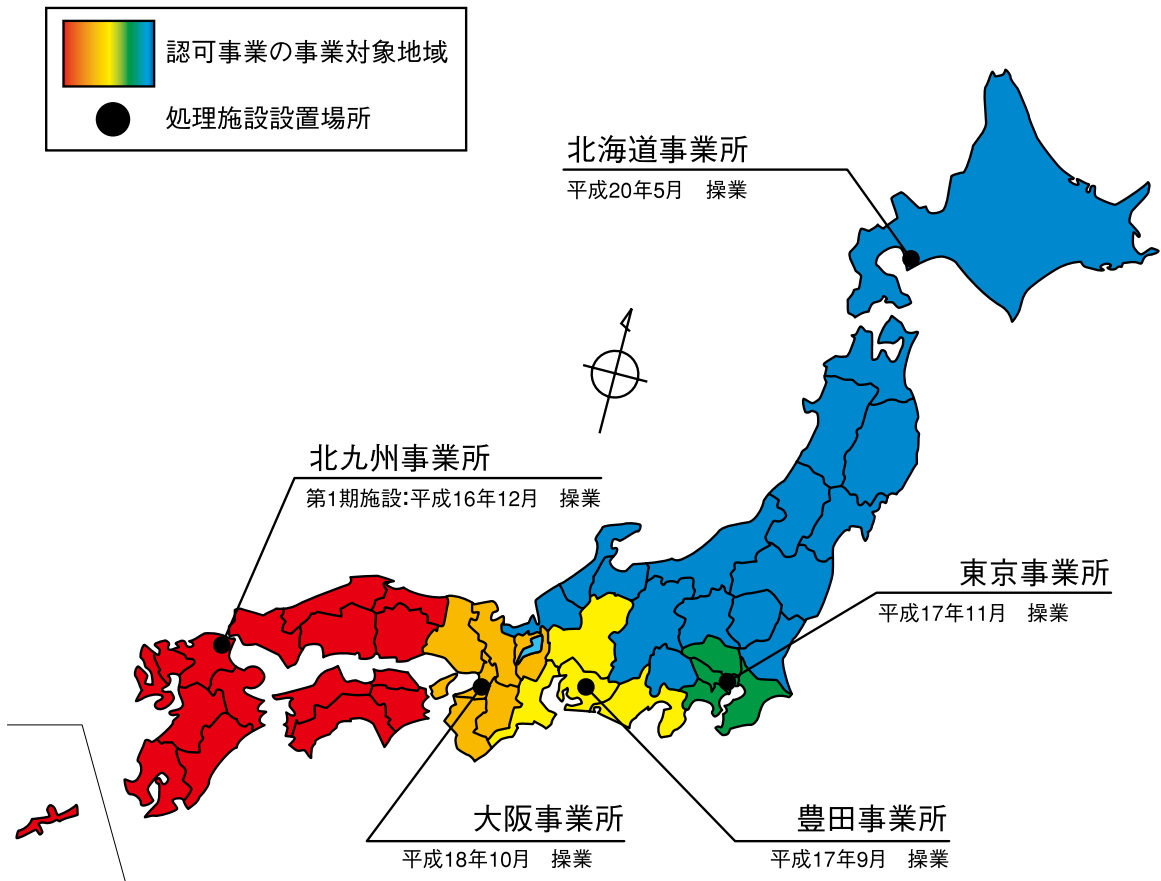 認可事業の事業対象地域
処理施設設置場所
北海道事業所
平成20年5月　操業
北九州事業所
第1期施設:平成16年12月　操業
東京事業所
平成17年11月　操業
大阪事業所
平成18年10月　操業
豊田事業所
平成17年9月　操業